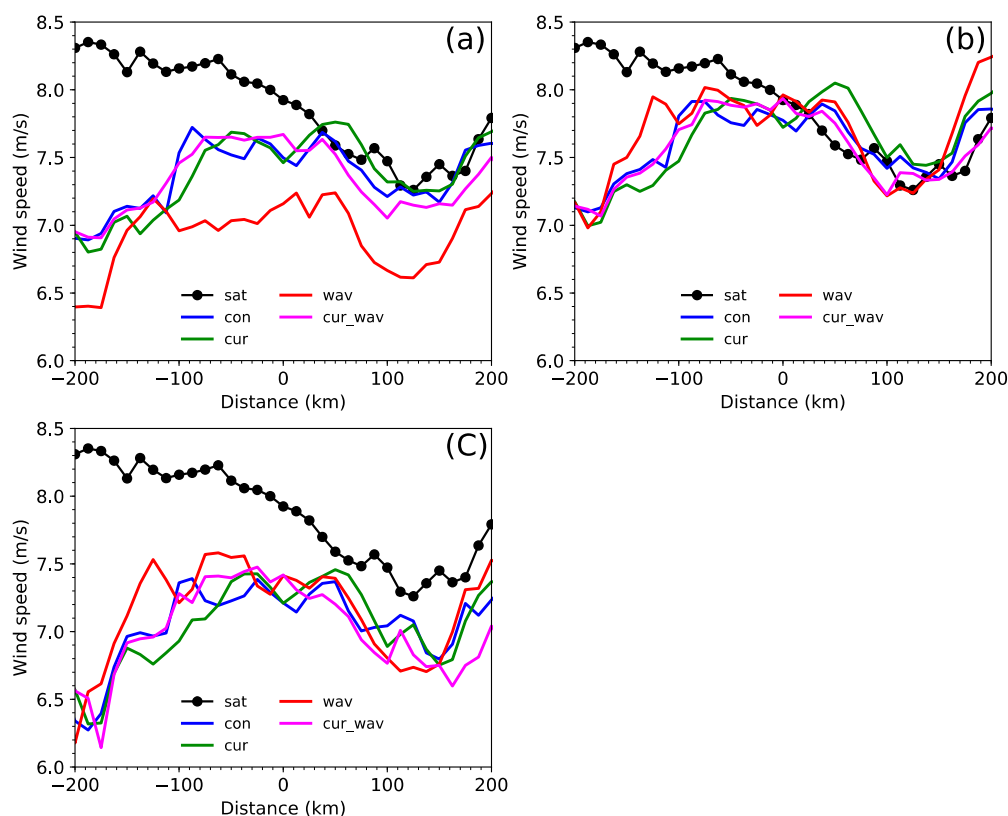 (a)
8.5
8.0
7.5
7.0
6.5
6.0
Wind speed (m/s)
sat
con
cur
wav
cur_wav
−200
−100
0
100
200
Distance (km)
(b)
8.5
8.0
7.5
7.0
6.5
6.0
Wind speed (m/s)
sat
con
cur
wav
cur_wav
−200
−100
0
100
200
Distance (km)
(C)
8.5
8.0
7.5
7.0
6.5
6.0
Wind speed (m/s)
sat
con
cur
wav
cur_wav
−200
−100
0
100
200
Distance (km)